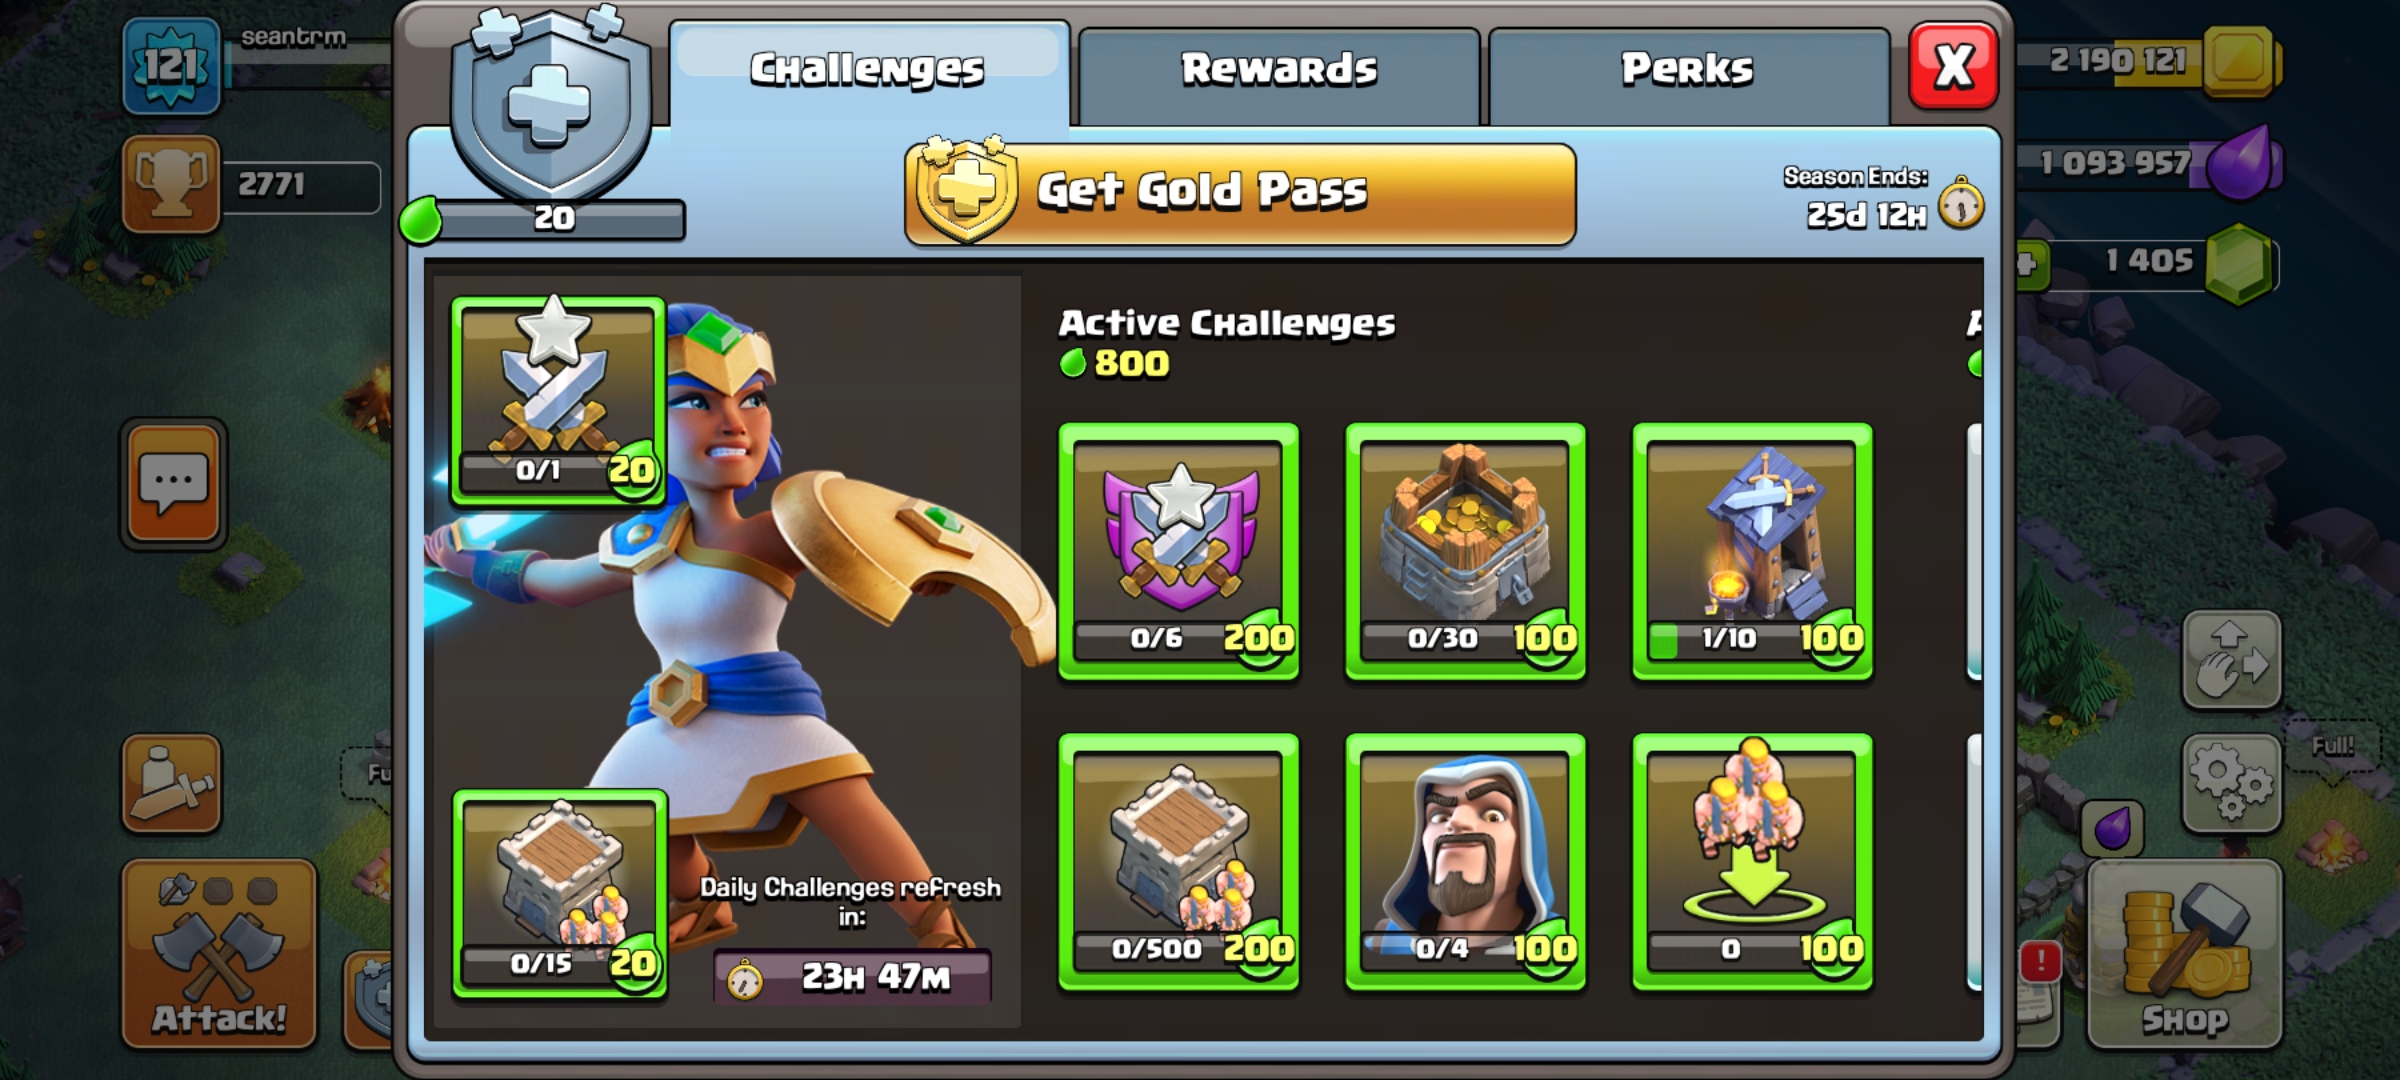 121
seantrm
2771
20
Challenges
Rewards
Perks
X
Get Gold Pass
Season Ends:
25d 12H
2 190 121
1 093 957
1 405
0/1
20
0/15
20
Daily Challenges refresh
in:
23H 47M
Active Challenges
800
0/6
200
0/30
100
1/10
100
0/500
200
0/4
100
0
100
Attack!
Full!
!
Shop